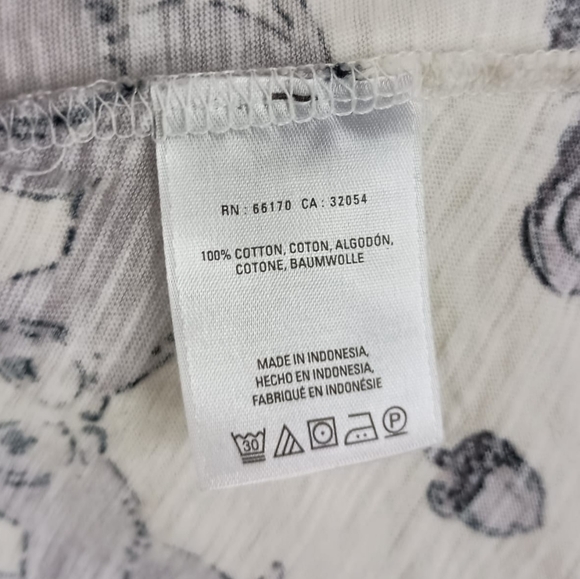 RN : 66170 CA : 32054
100% COTTON, COTON, ALGODÓN,
COTONE, BAUMWOLLE
MADE IN INDONESIA,
HECHO EN INDONESIA,
FABRIQUÉ EN INDONÉSIE
30 P